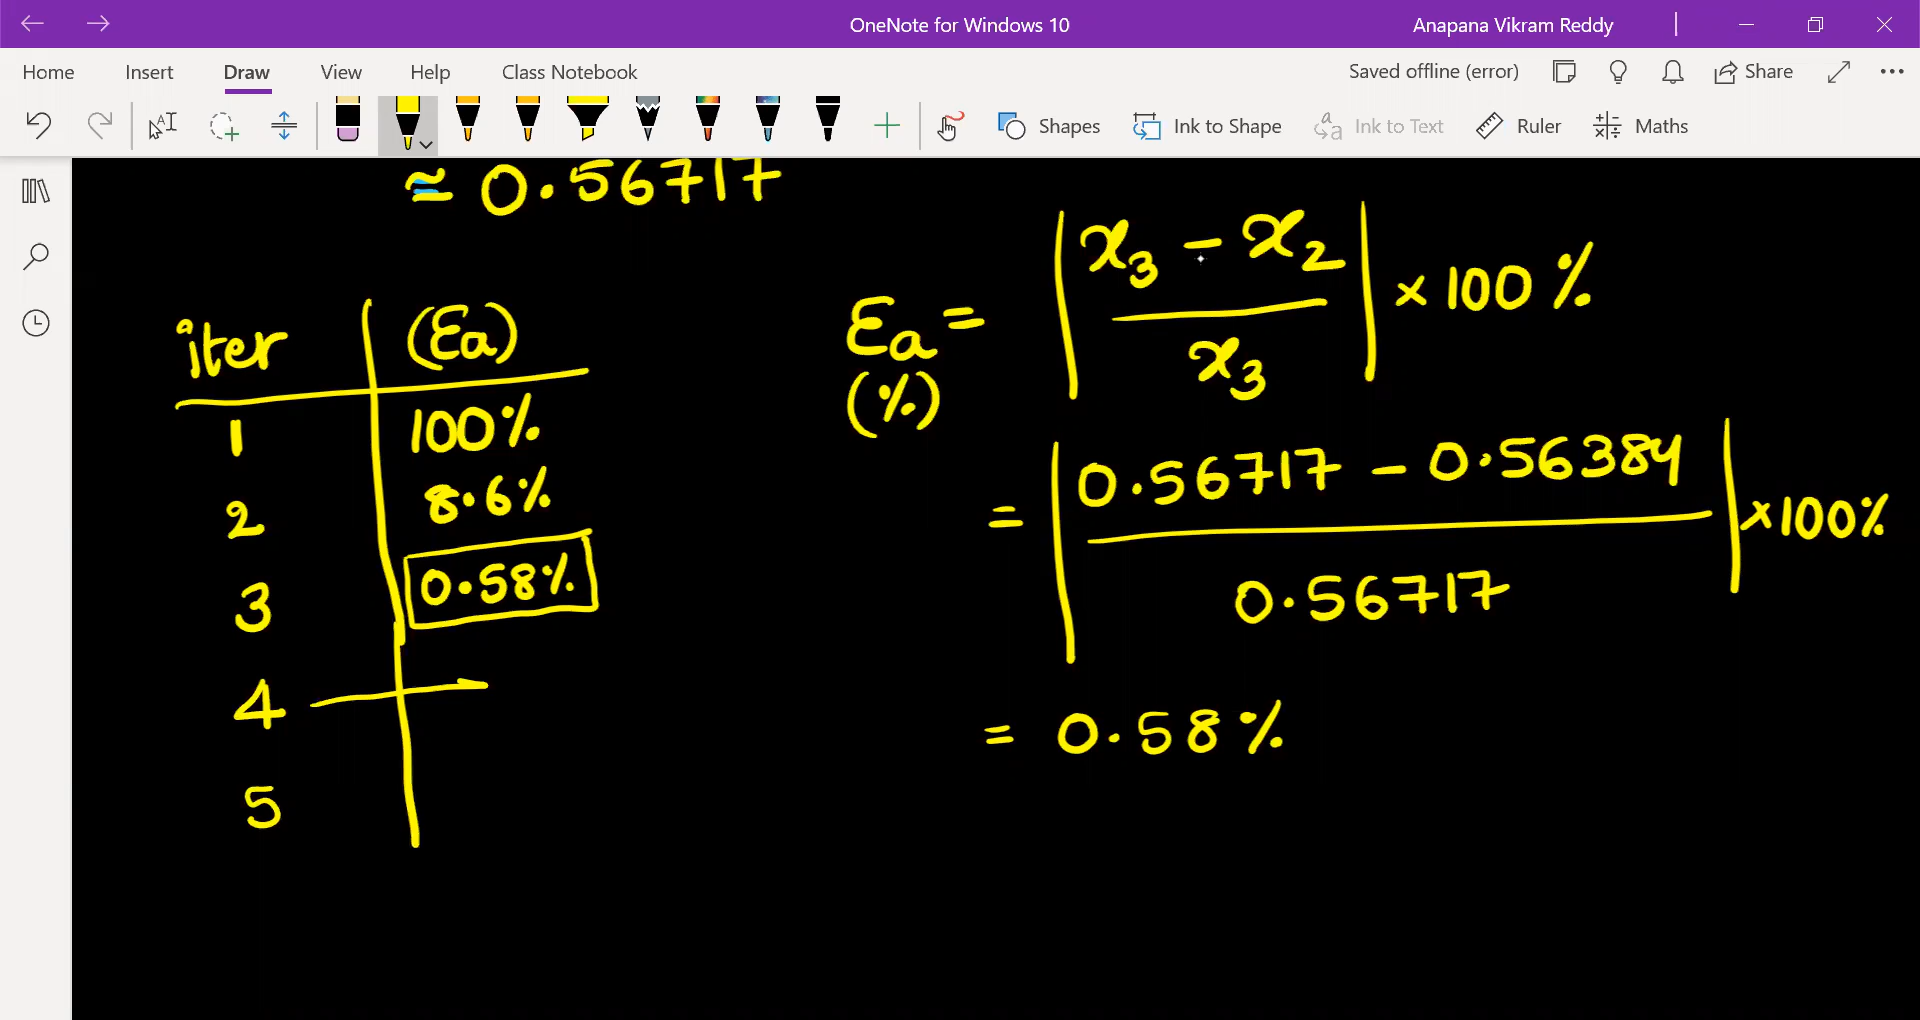 OneNote for Windows 10
Anapana Vikram Reddy
Home Insert Draw View Help Class Notebook
Saved offline (error) Share
Shapes Ink to Shape Ink to Text Ruler Maths
≅ 0.56717
iter (Ea)
1 100%
2 8.6%
3 0.58%
4
5
Ea = | x₃ - x₂ / x₃ | × 100 %
(%)
= | 0.56717 - 0.56384 / 0.56717 | × 100%
= 0.58%